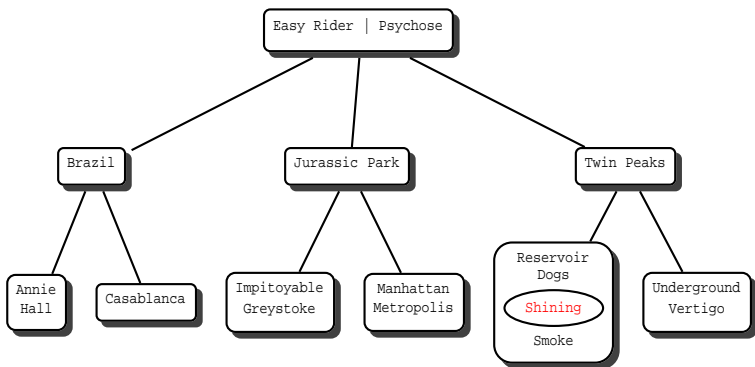 Easy Rider | Psychose
Brazil
Jurassic Park
Twin Peaks
Annie
Hall
Casablanca
Impitoyable
Greystoke
Manhattan
Metropolis
Reservoir
Dogs
Shining
Smoke
Underground
Vertigo